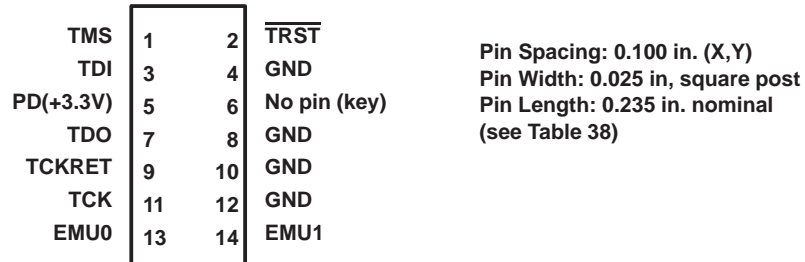 TMS 1 2 TRST
TDI 3 4 GND
PD(+3.3V) 5 6 No pin (key)
TDO 7 8 GND
TCKRET 9 10 GND
TCK 11 12 GND
EMU0 13 14 EMU1
Pin Spacing: 0.100 in. (X,Y)
Pin Width: 0.025 in, square post
Pin Length: 0.235 in. nominal
(see Table 38)